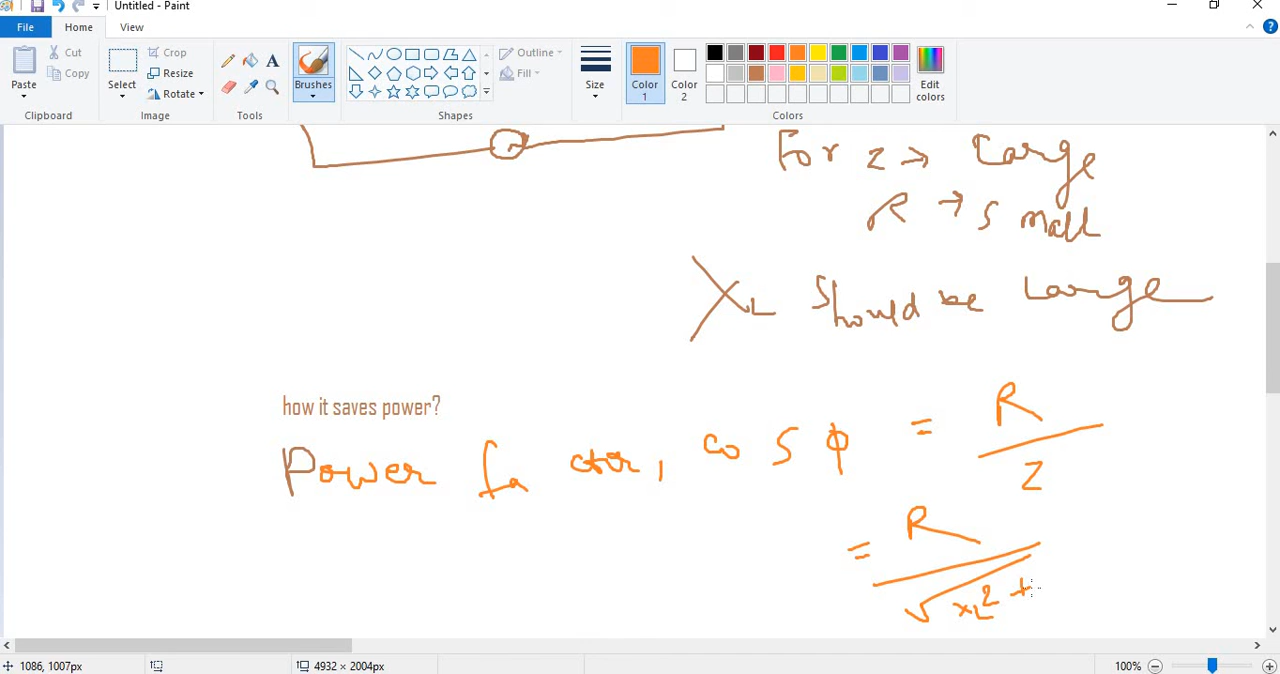 Untitled - Paint
File Home View
Paste Cut Copy Select Crop Resize Rotate A Brushes Outline Fill Size Color 1 Color 2 Edit colors
Clipboard Image Tools Shapes Colors
For z → Large
R → Small
XL Should be Large
how it saves power?
Power factor, cos φ = R / Z
= R / √ XL² +
1086, 1007px 4932 × 2004px 100%